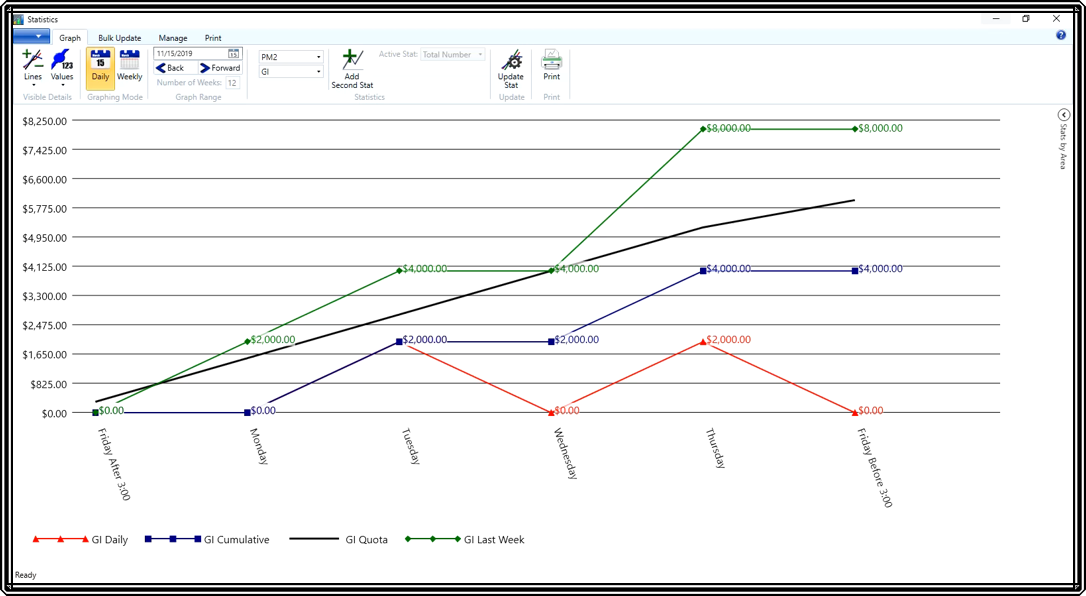 Statistics
Graph Bulk Update Manage Print
11/15/2019 15
PM2
GI
Active Stat: Total Number
Back Forward
Number of Weeks: 12
Lines
Values
123
15
Daily
Weekly
Add
Second Stat
Update
Stat
Print
Visible Details Graphing Mode Graph Range Statistics Update Print
Stats by Area
$8,250.00
$7,425.00
$6,600.00
$5,775.00
$4,950.00
$4,125.00
$3,300.00
$2,475.00
$1,650.00
$825.00
$0.00
$8,000.00 $8,000.00
$4,000.00 $4,000.00 $4,000.00 $4,000.00
$2,000.00 $2,000.00 $2,000.00 $2,000.00
$0.00 $0.00 $0.00 $0.00
Friday After 3:00
Monday
Tuesday
Wednesday
Thursday
Friday Before 3:00
GI Daily GI Cumulative GI Quota GI Last Week
Ready